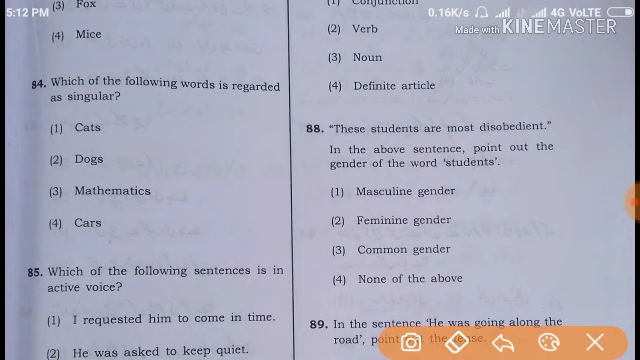 5:12 PM
0.16K/s
4G VoLTE
Made with KINEMASTER
(3) Fox
(4) Mice
84. Which of the following words is regarded
as singular?
(1) Cats
(2) Dogs
(3) Mathematics
(4) Cars
85. Which of the following sentences is in
active voice?
(1) I requested him to come in time.
(2) He was asked to keep quiet.
(1) Conjunction
(2) Verb
(3) Noun
(4) Definite article
88. "These students are most disobedient."
In the above sentence, point out the
gender of the word 'students'.
(1) Masculine gender
(2) Feminine gender
(3) Common gender
(4) None of the above
89. In the sentence 'He was going along the
road', point the tense.